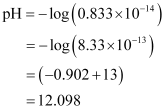 pH = −log(0.833×10⁻¹⁴)
= −log(8.33×10⁻¹³)
= (−0.902+13)
= 12.098